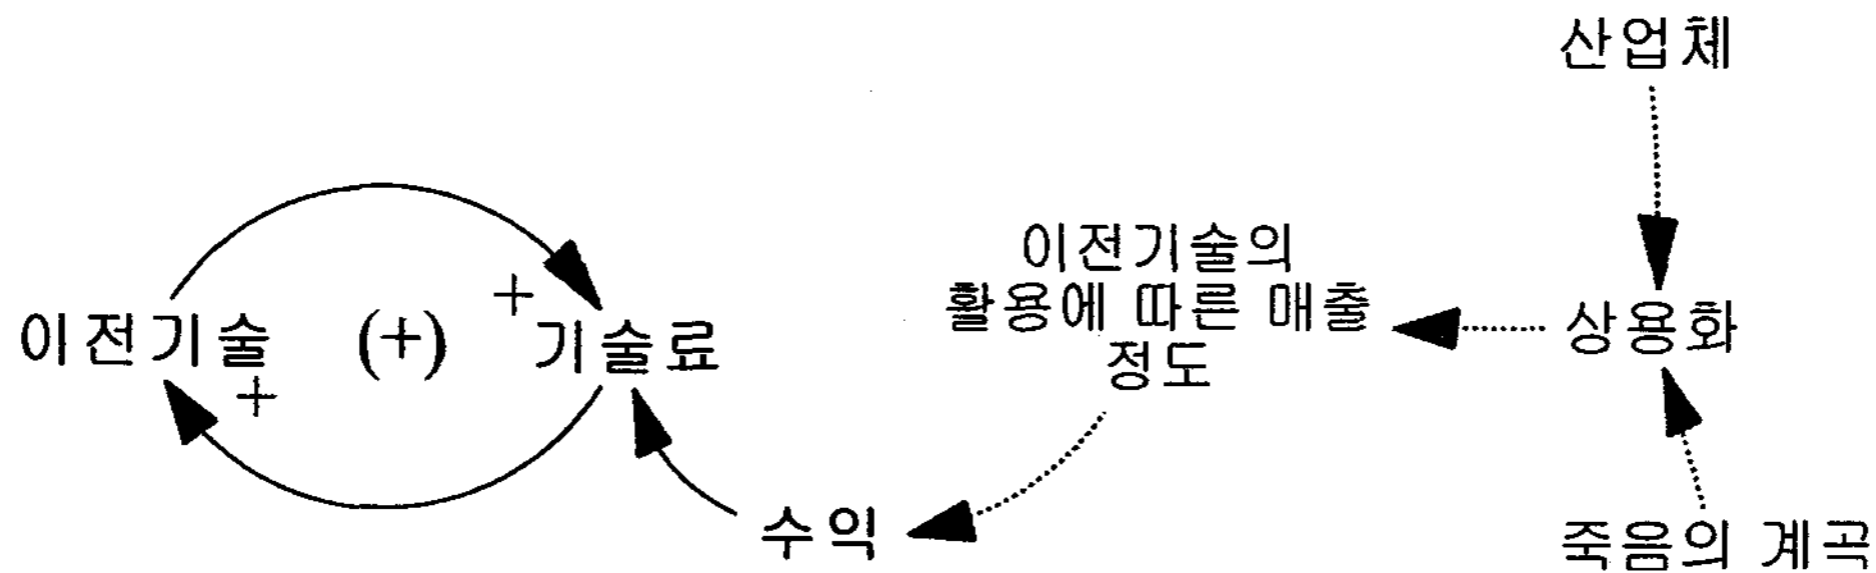 산업체
이전기술의
활용에 따른 매출
정도
이전기술
(+)
+
기술료
+
상용화
수익
죽음의 계곡